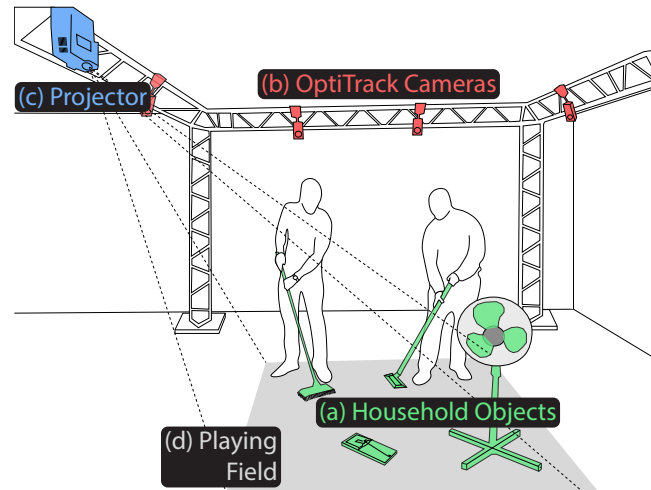 (b) OptiTrack Cameras
(c) Projector
(a) Household Objects
(d) Playing
Field